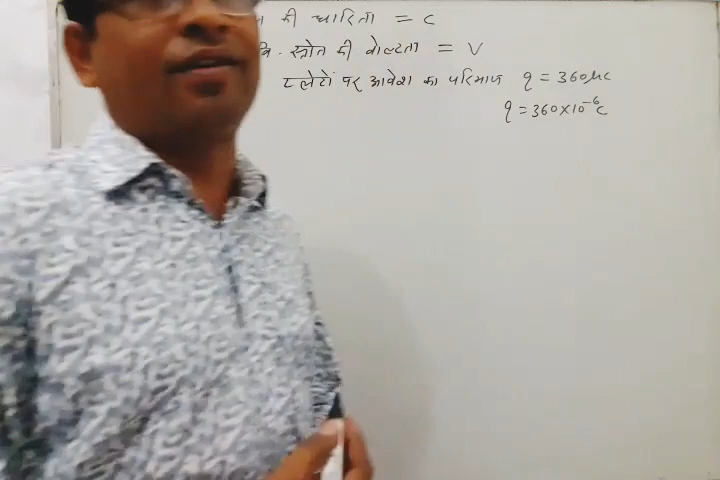 की धारिता = C
स्त्रोत की वोल्टता = V
प्लेटों पर आवेश का परिमाण q = 360μc
q = 360×10⁻⁶c